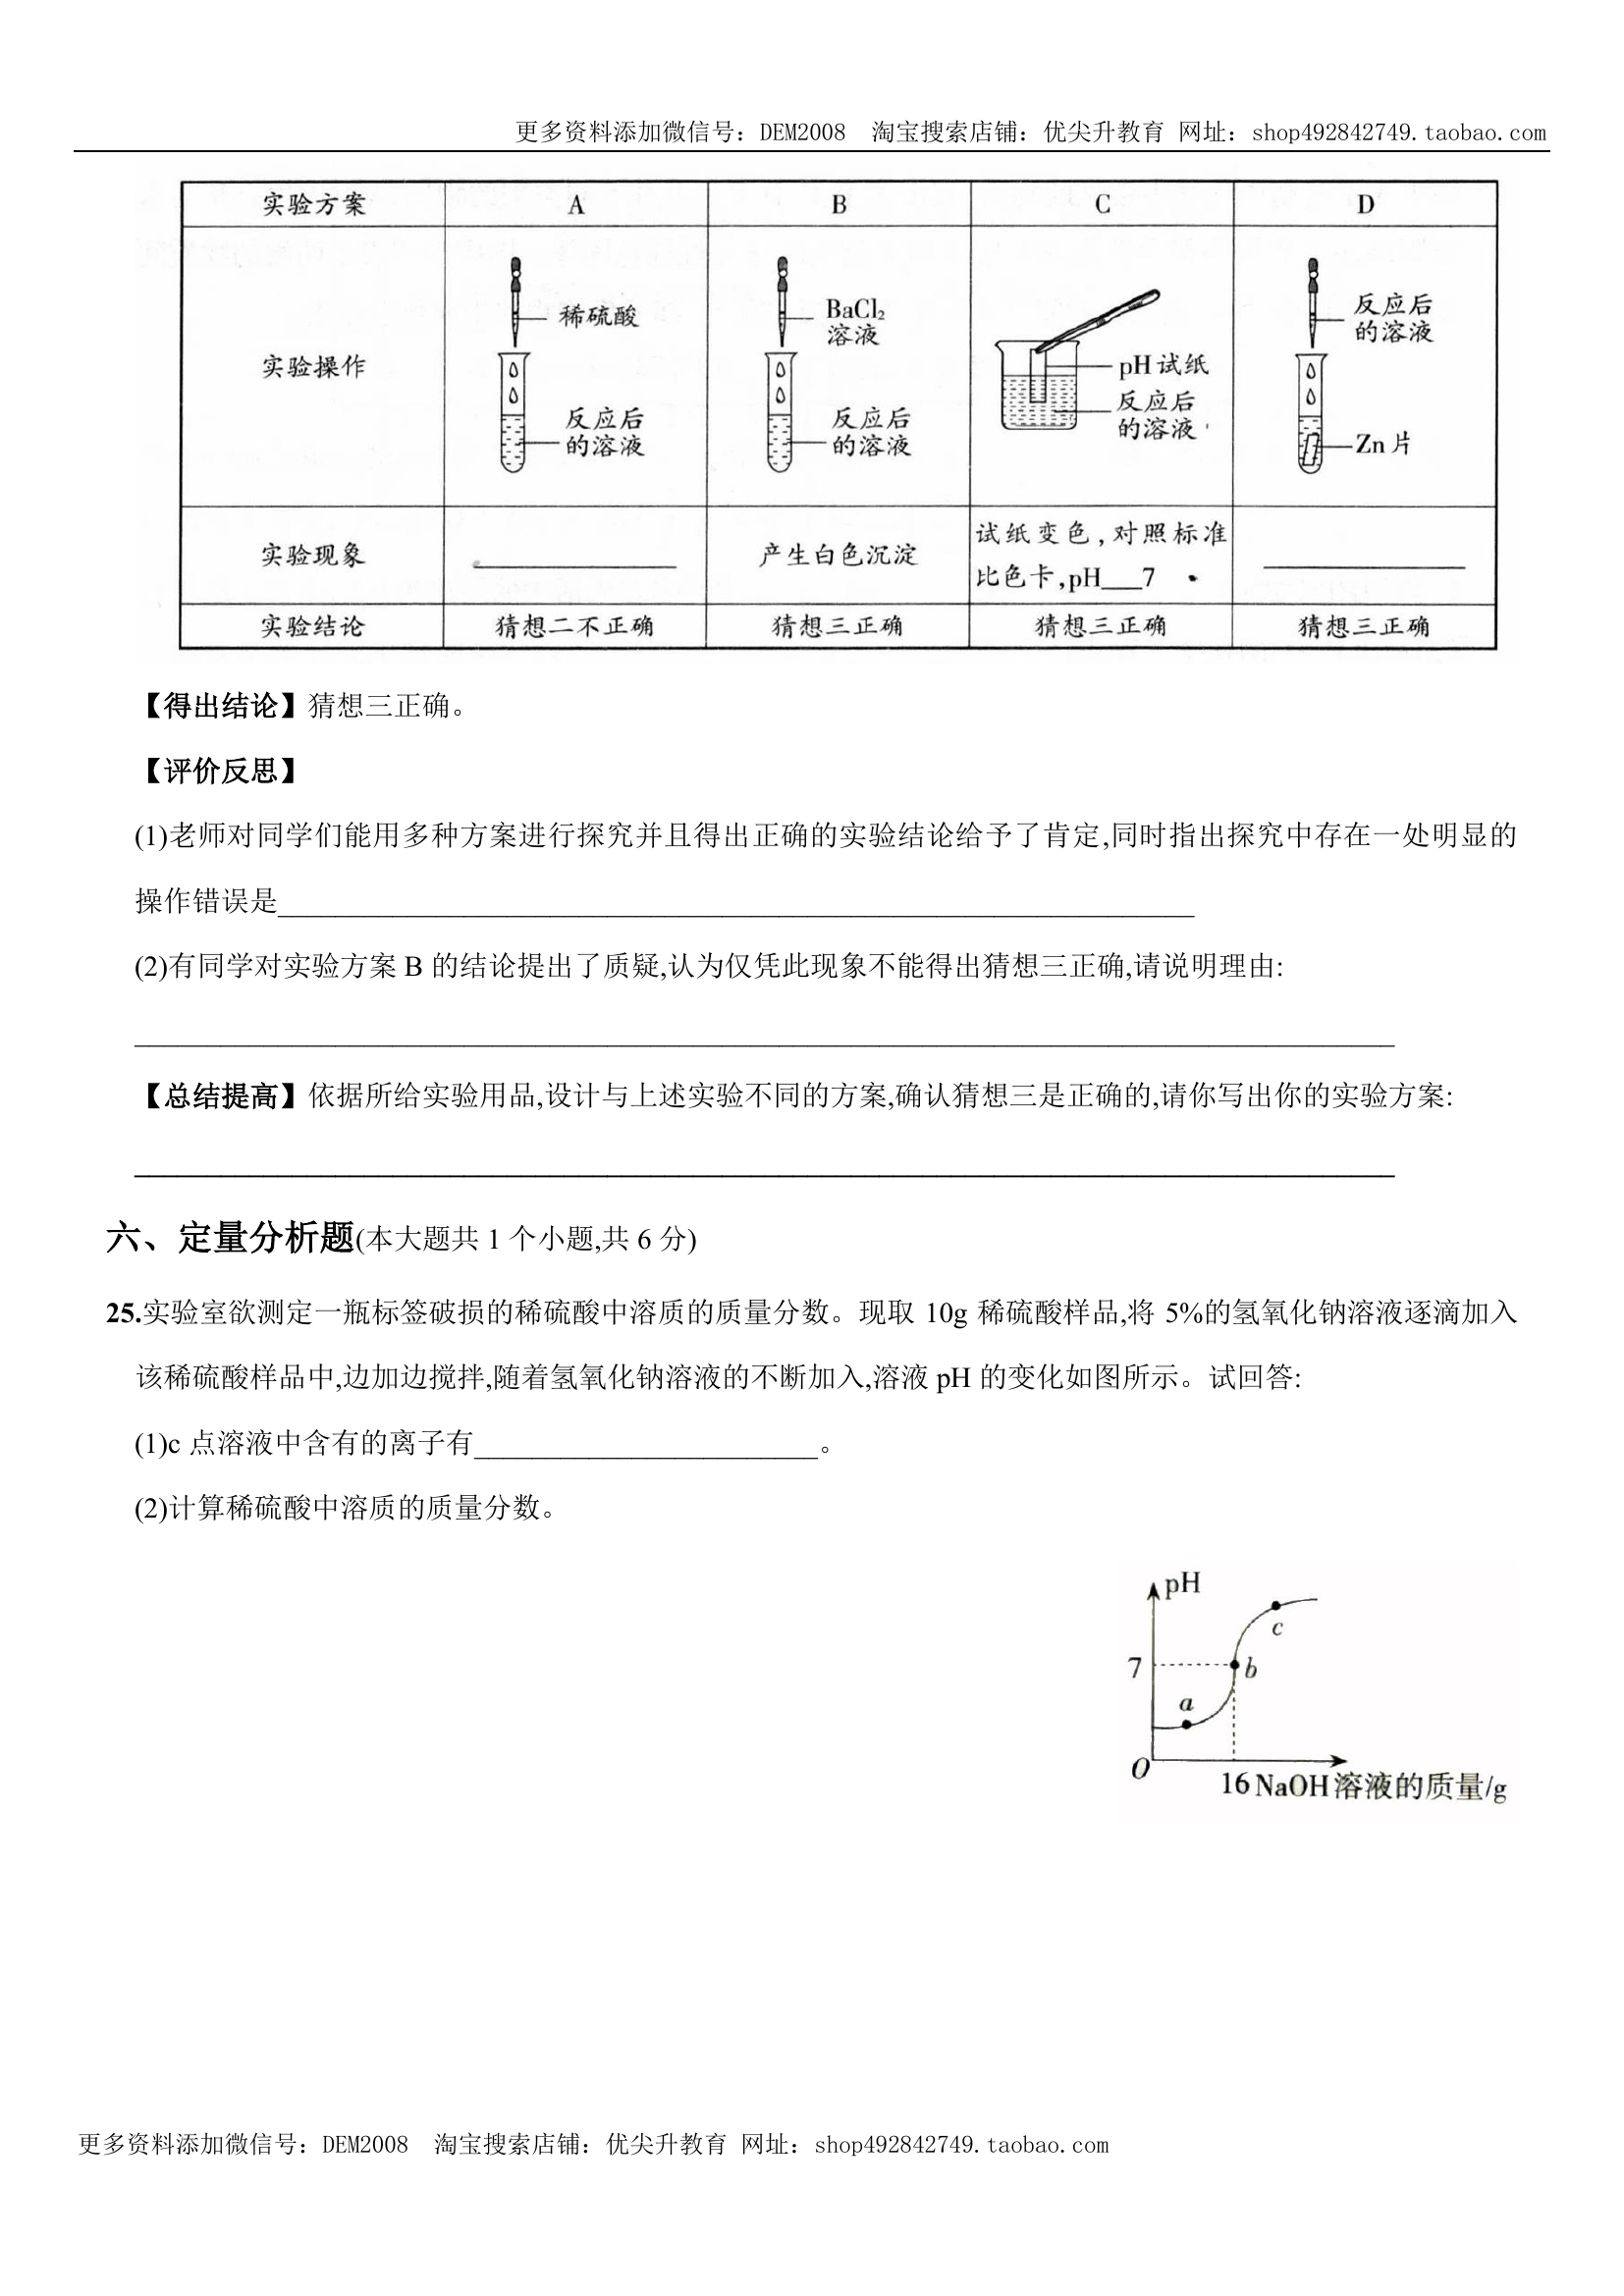 更多资料添加微信号：DEM2008 淘宝搜索店铺：优尖升教育 网址：shop492842749.taobao.com
实验方案 A B C D
实验操作
稀硫酸
反应后
的溶液
BaCl₂
溶液
反应后
的溶液
pH试纸
反应后
的溶液
反应后
的溶液
Zn片
实验现象 ________ 产生白色沉淀 试纸变色,对照标准
比色卡,pH___7 ________
实验结论 猜想二不正确 猜想三正确 猜想三正确 猜想三正确
【得出结论】猜想三正确。
【评价反思】
(1)老师对同学们能用多种方案进行探究并且得出正确的实验结论给予了肯定,同时指出探究中存在一处明显的
操作错误是________________
(2)有同学对实验方案 B 的结论提出了质疑,认为仅凭此现象不能得出猜想三正确,请说明理由:
________________
【总结提高】依据所给实验用品,设计与上述实验不同的方案,确认猜想三是正确的,请你写出你的实验方案:
________________
六、定量分析题(本大题共 1 个小题,共 6 分)
25.实验室欲测定一瓶标签破损的稀硫酸中溶质的质量分数。现取 10g 稀硫酸样品,将 5%的氢氧化钠溶液逐滴加入
该稀硫酸样品中,边加边搅拌,随着氢氧化钠溶液的不断加入,溶液 pH 的变化如图所示。试回答:
(1)c 点溶液中含有的离子有________________。
(2)计算稀硫酸中溶质的质量分数。
pH
c
7
b
a
O
16 NaOH溶液的质量/g
更多资料添加微信号：DEM2008 淘宝搜索店铺：优尖升教育 网址：shop492842749.taobao.com